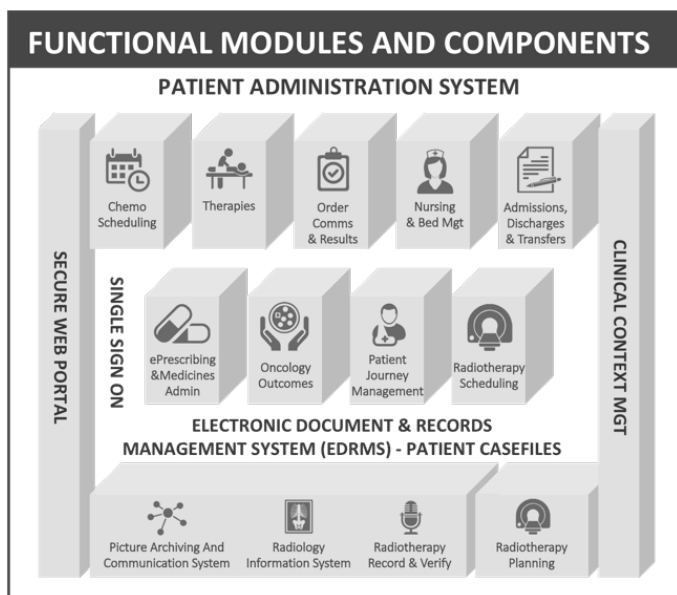 FUNCTIONAL MODULES AND COMPONENTS
PATIENT ADMINISTRATION SYSTEM
SECURE WEB PORTAL
Chemo
Scheduling
Therapies
Order
Comms
& Results
Nursing
& Bed Mgt
Admissions,
Discharges
& Transfers
CLINICAL CONTEXT MGT
SINGLE SIGN ON
ePrescribing
&Medicines
Admin
Oncology
Outcomes
Patient
Journey
Management
Radiotherapy
Scheduling
ELECTRONIC DOCUMENT & RECORDS
MANAGEMENT SYSTEM (EDRMS) - PATIENT CASEFILES
Picture Archiving And
Communication System
Radiology
Information System
Radiotherapy
Record & Verify
Radiotherapy
Planning